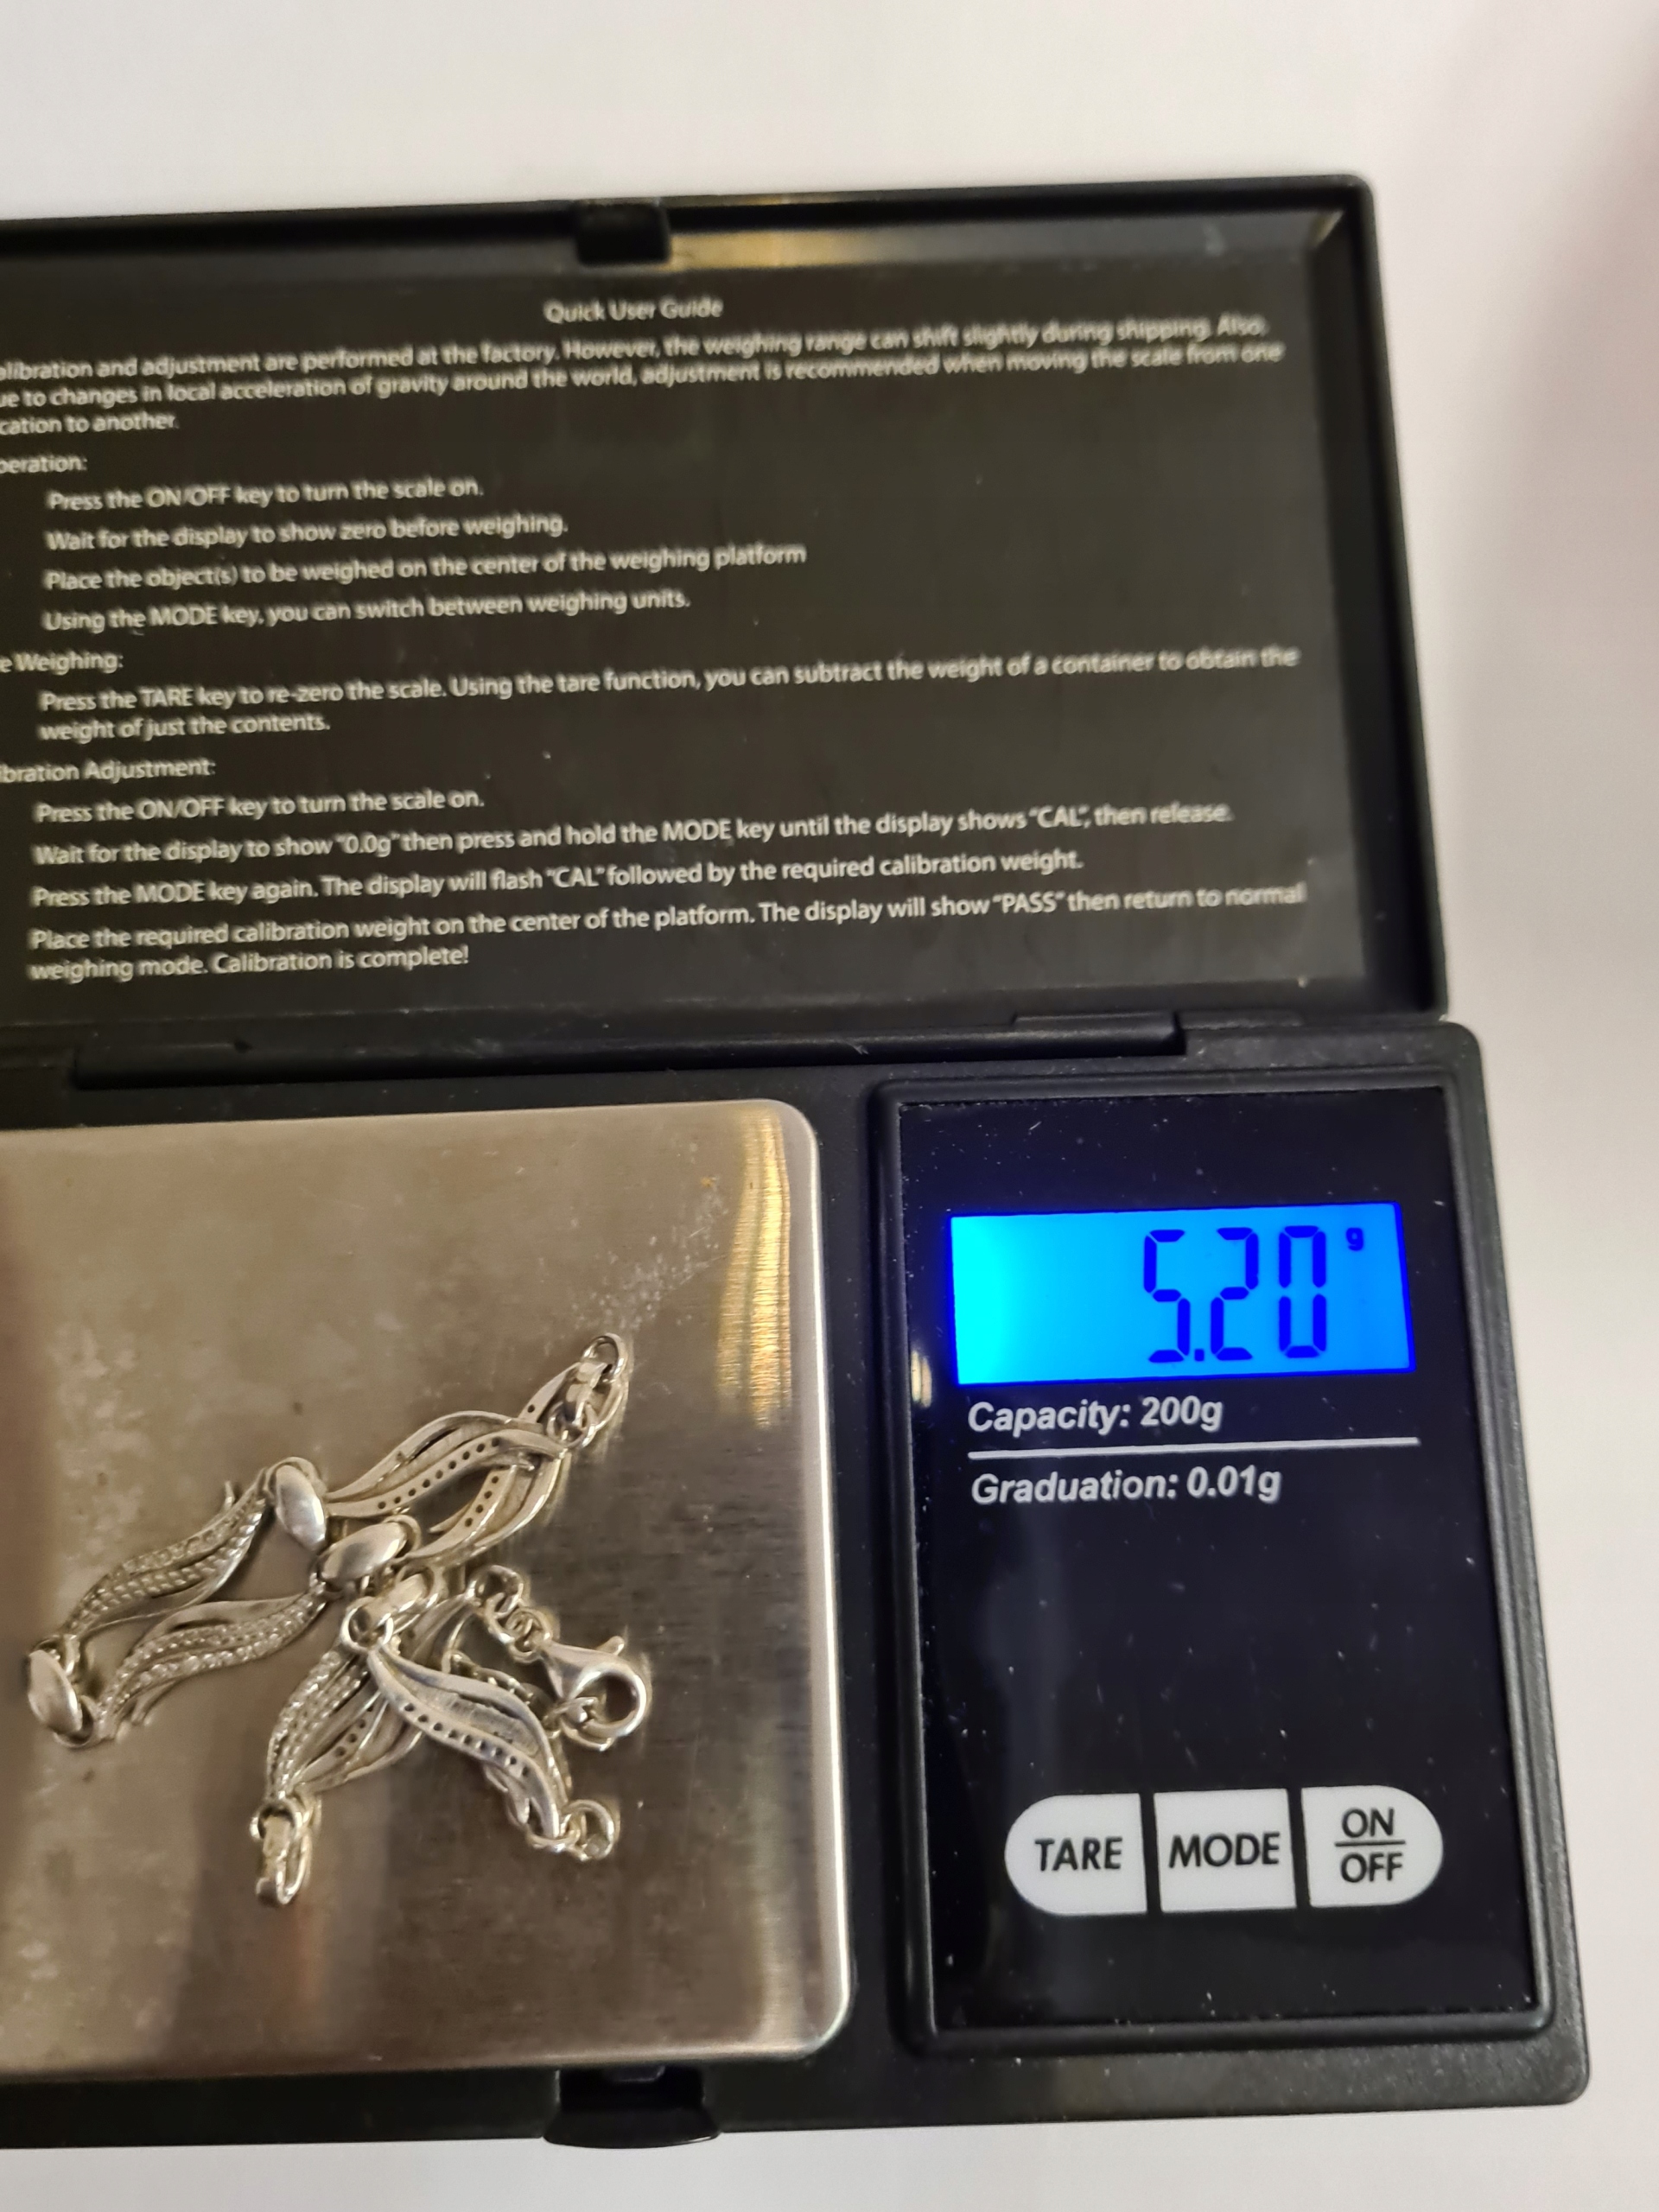 Quick User Guide
alibration and adjustment are performed at the factory. However, the weighing range can shift slightly during shipping. Also,
ue to changes in local acceleration of gravity around the world, adjustment is recommended when moving the scale from one
cation to another.
peration:
Press the ON/OFF key to turn the scale on.
Wait for the display to show zero before weighing.
Place the object(s) to be weighed on the center of the weighing platform
Using the MODE key, you can switch between weighing units.
e Weighing:
Press the TARE key to re-zero the scale. Using the tare function, you can subtract the weight of a container to obtain the
weight of just the contents.
ibration Adjustment:
Press the ON/OFF key to turn the scale on.
Wait for the display to show "0.0g" then press and hold the MODE key until the display shows "CAL", then release.
Press the MODE key again. The display will flash "CAL" followed by the required calibration weight.
Place the required calibration weight on the center of the platform. The display will show "PASS" then return to normal
weighing mode. Calibration is complete!
5.20 g
Capacity: 200g
Graduation: 0.01g
TARE MODE ON
OFF